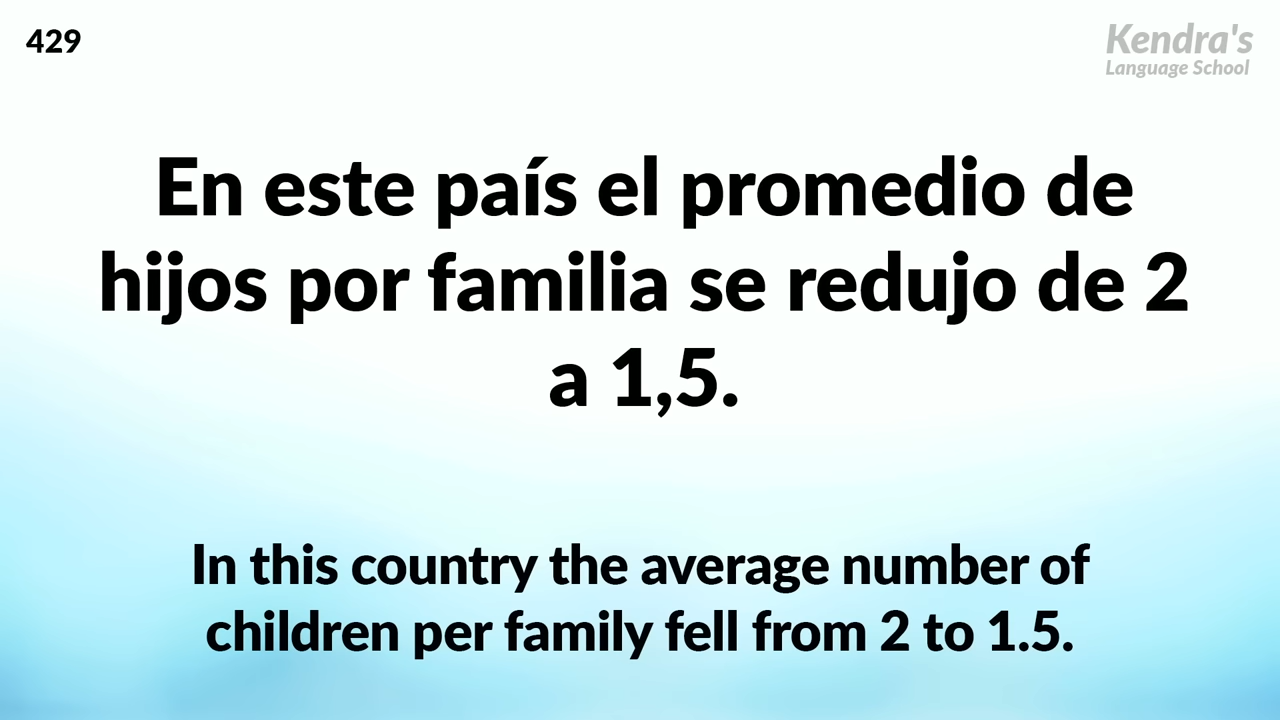 429
Kendra's
Language School
En este país el promedio de
hijos por familia se redujo de 2
a 1,5.
In this country the average number of
children per family fell from 2 to 1.5.